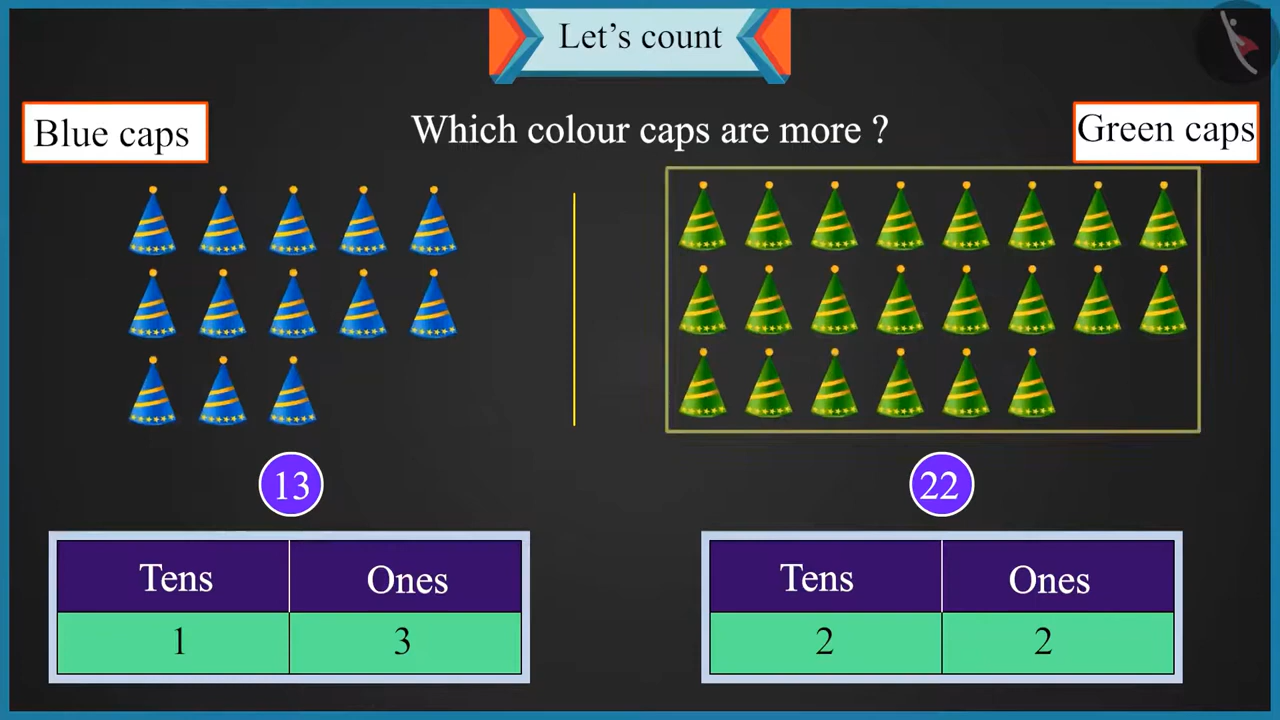 Let's count
Blue caps
Which colour caps are more ?
Green caps
13
22
Tens Ones
1 3
Tens Ones
2 2